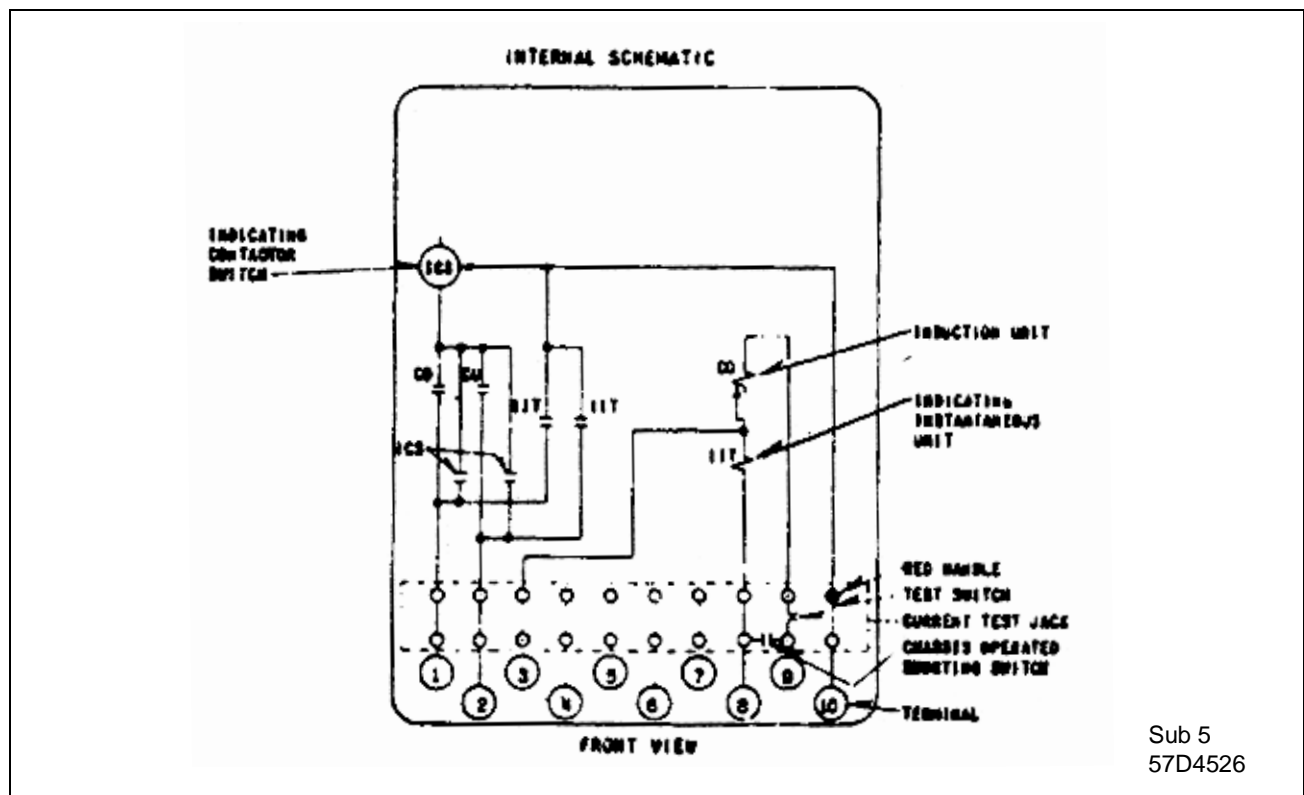 INTERNAL SCHEMATIC
INDICATING
CONTACTOR
SWITCH
ICS
CO
IIT
ICS
CO
IIT
INDUCTION UNIT
INDICATING
INSTANTANEOUS
UNIT
RED HANDLE
TEST SWITCH
CURRENT TEST JACK
CHASSIS OPERATED
SHORTING SWITCH
TERMINAL
1
2
3
4
5
6
7
8
9
10
FRONT VIEW
Sub 5
57D4526